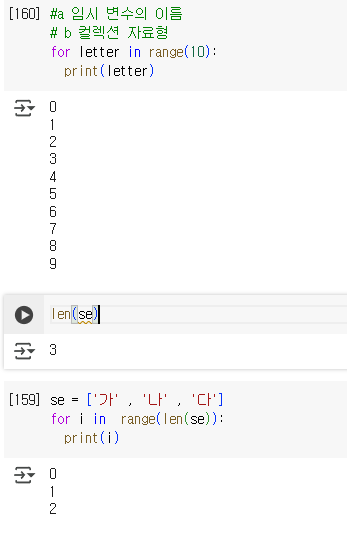 [160] #a 임시 변수의 이름
# b 컬렉션 자료형
for letter in range(10):
print(letter)
0
1
2
3
4
5
6
7
8
9
len(se)
3
[159] se = ['가' , '나' , '다']
for i in  range(len(se)):
print(i)
0
1
2